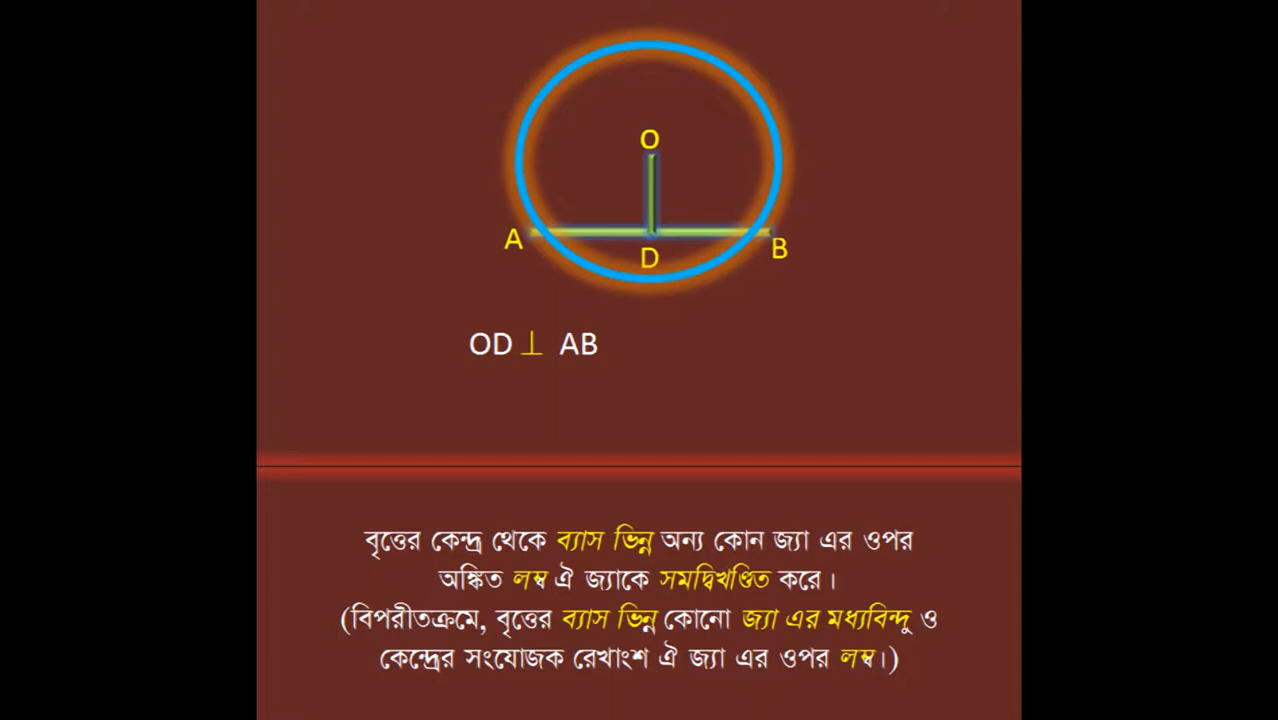 O
A
D
B
OD ⊥ AB
বৃত্তের কেন্দ্র থেকে ব্যাস ভিন্ন অন্য কোন জ্যা এর ওপর
অঙ্কিত লম্ব ঐ জ্যাকে সমদ্বিখণ্ডিত করে।
(বিপরীতক্রমে, বৃত্তের ব্যাস ভিন্ন কোনো জ্যা এর মধ্যবিন্দু ও
কেন্দ্রের সংযোজক রেখাংশ ঐ জ্যা এর ওপর লম্ব।)